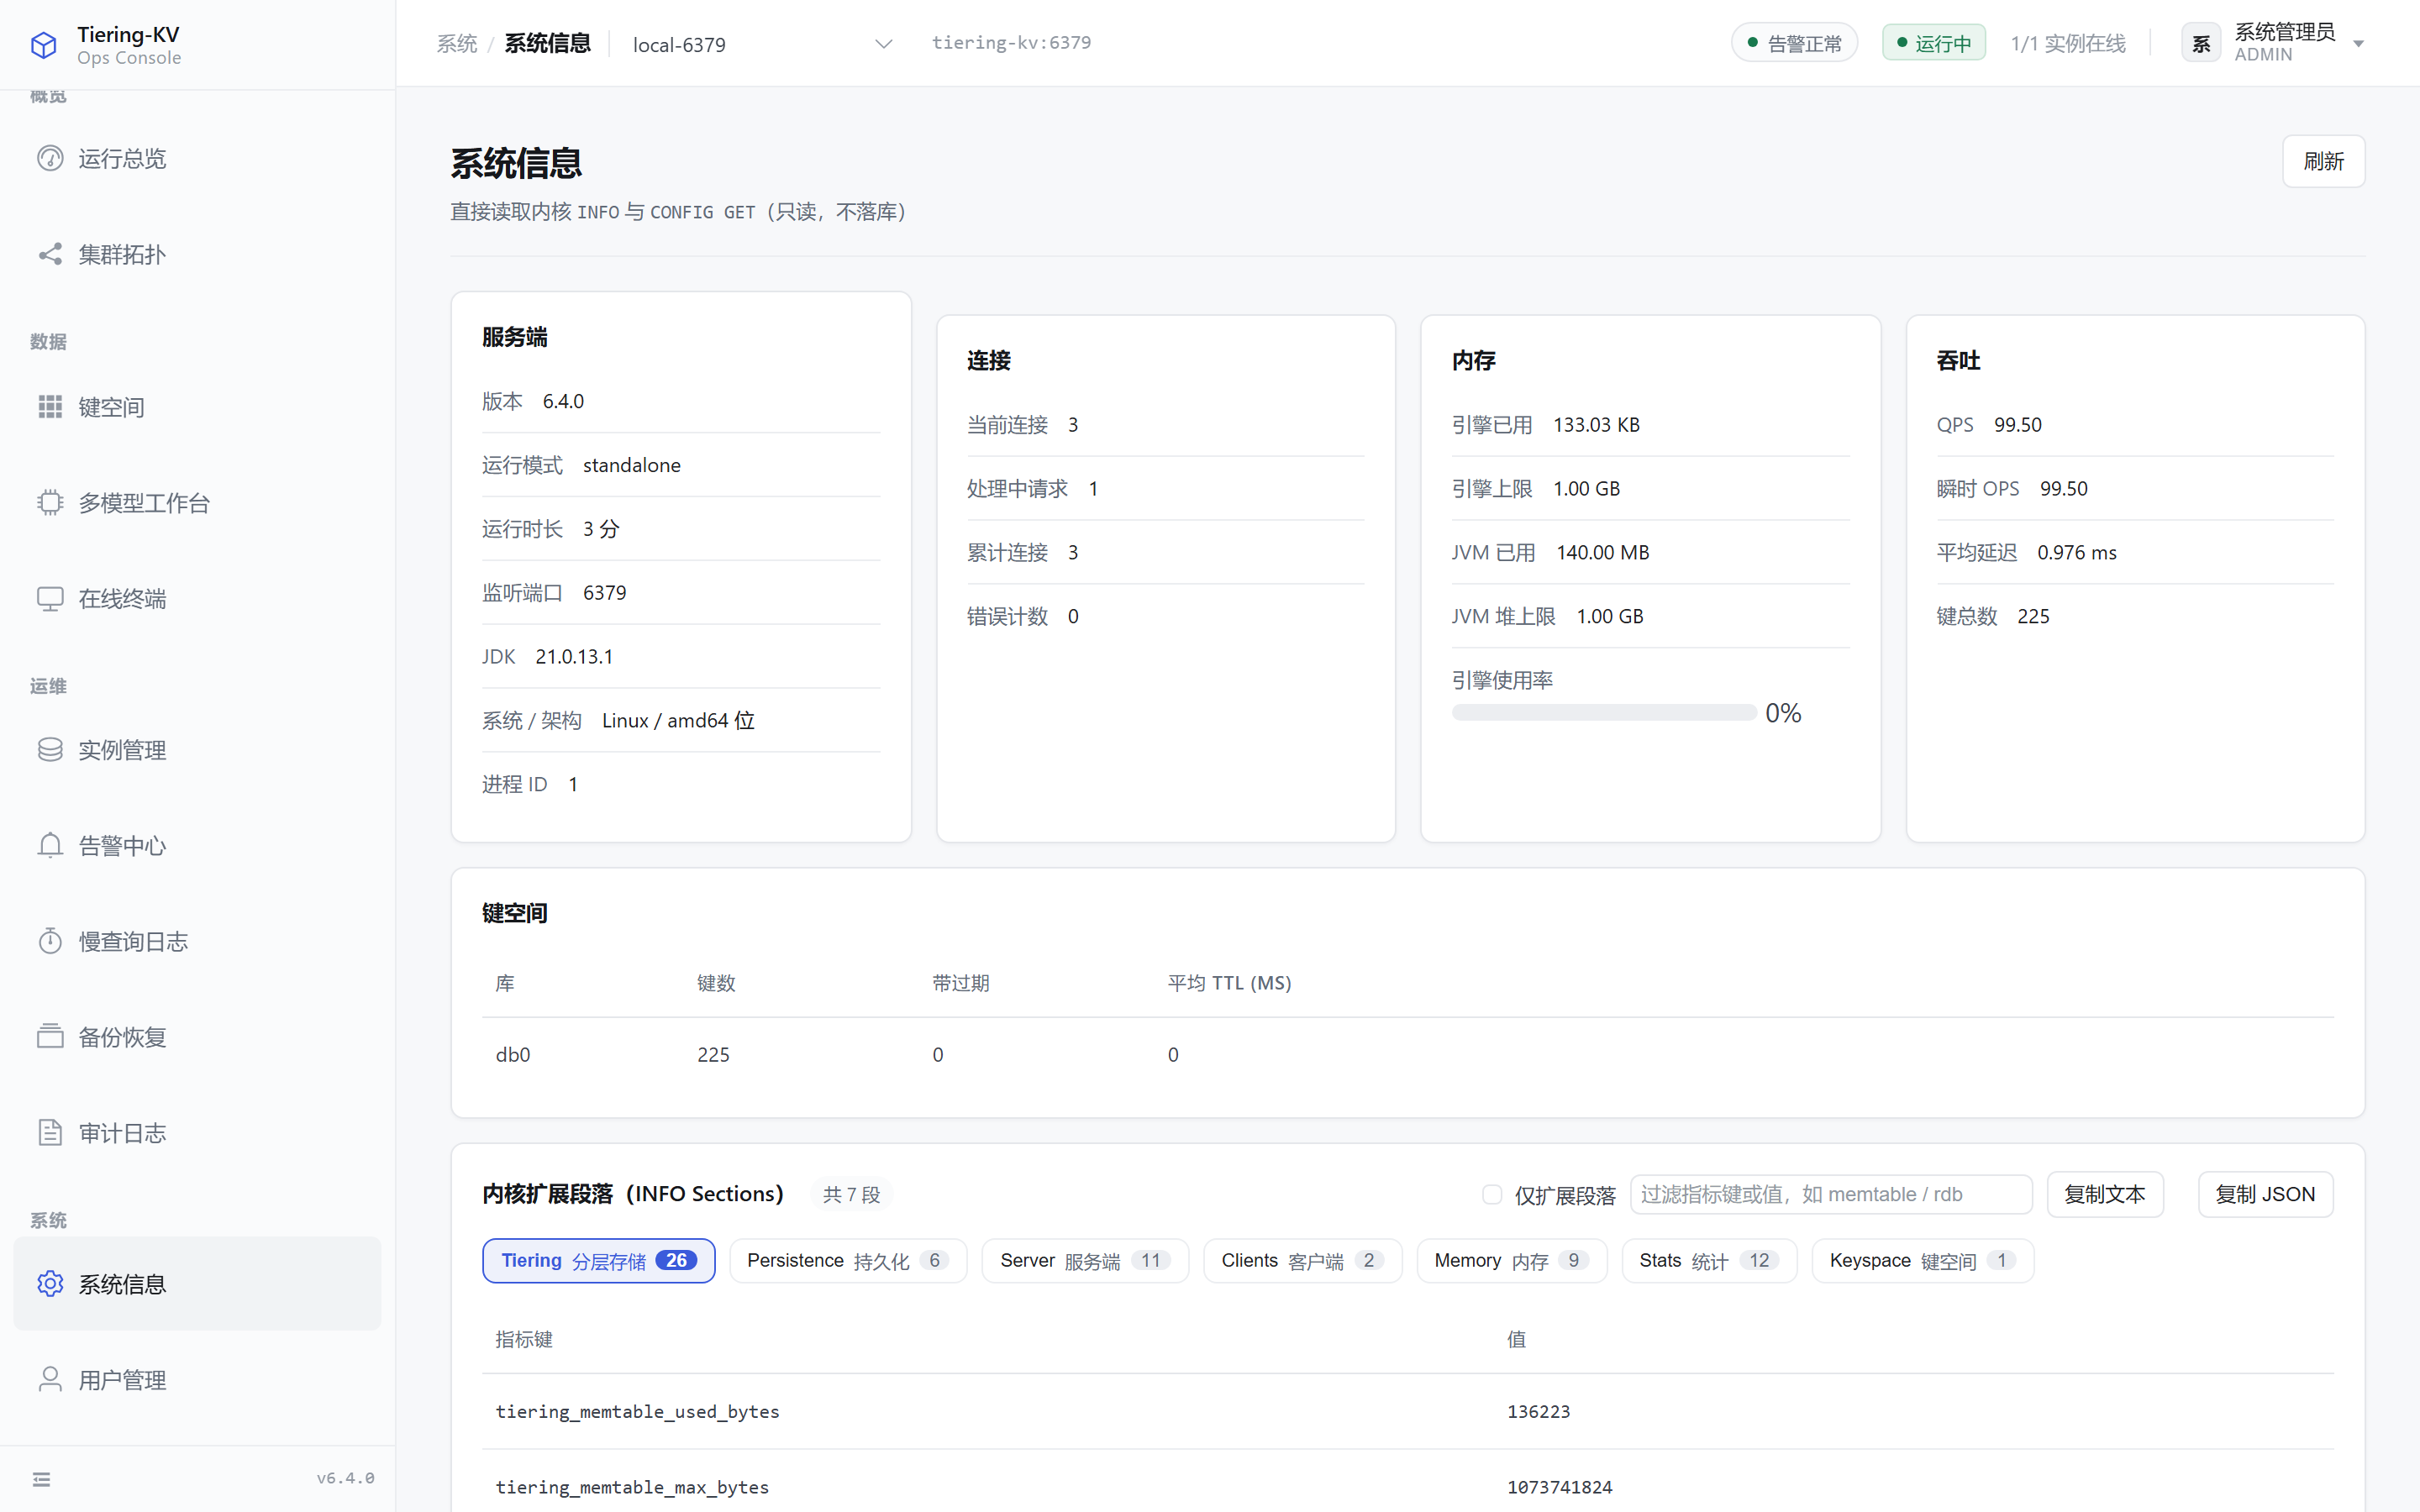 Tiering-KV
Ops Console
概览
运行总览
集群拓扑
数据
键空间
多模型工作台
在线终端
运维
实例管理
告警中心
慢查询日志
备份恢复
审计日志
系统
系统信息
用户管理
v6.4.0
系统 / 系统信息 local-6379 tiering-kv:6379
告警正常 运行中 1/1 实例在线 系 系统管理员
ADMIN
系统信息
刷新
直接读取内核 INFO 与 CONFIG GET（只读，不落库）
服务端
版本 6.4.0
运行模式 standalone
运行时长 3 分
监听端口 6379
JDK 21.0.13.1
系统 / 架构 Linux / amd64 位
进程 ID 1
连接
当前连接 3
处理中请求 1
累计连接 3
错误计数 0
内存
引擎已用 133.03 KB
引擎上限 1.00 GB
JVM 已用 140.00 MB
JVM 堆上限 1.00 GB
引擎使用率
0%
吞吐
QPS 99.50
瞬时 OPS 99.50
平均延迟 0.976 ms
键总数 225
键空间
库 键数 带过期 平均 TTL (MS)
db0 225 0 0
内核扩展段落（INFO Sections） 共 7 段
仅扩展段落 过滤指标键或值，如 memtable / rdb 复制文本 复制 JSON
Tiering 分层存储 26 Persistence 持久化 6 Server 服务端 11 Clients 客户端 2 Memory 内存 9 Stats 统计 12 Keyspace 键空间 1
指标键 值
tiering_memtable_used_bytes 136223
tiering_memtable_max_bytes 1073741824